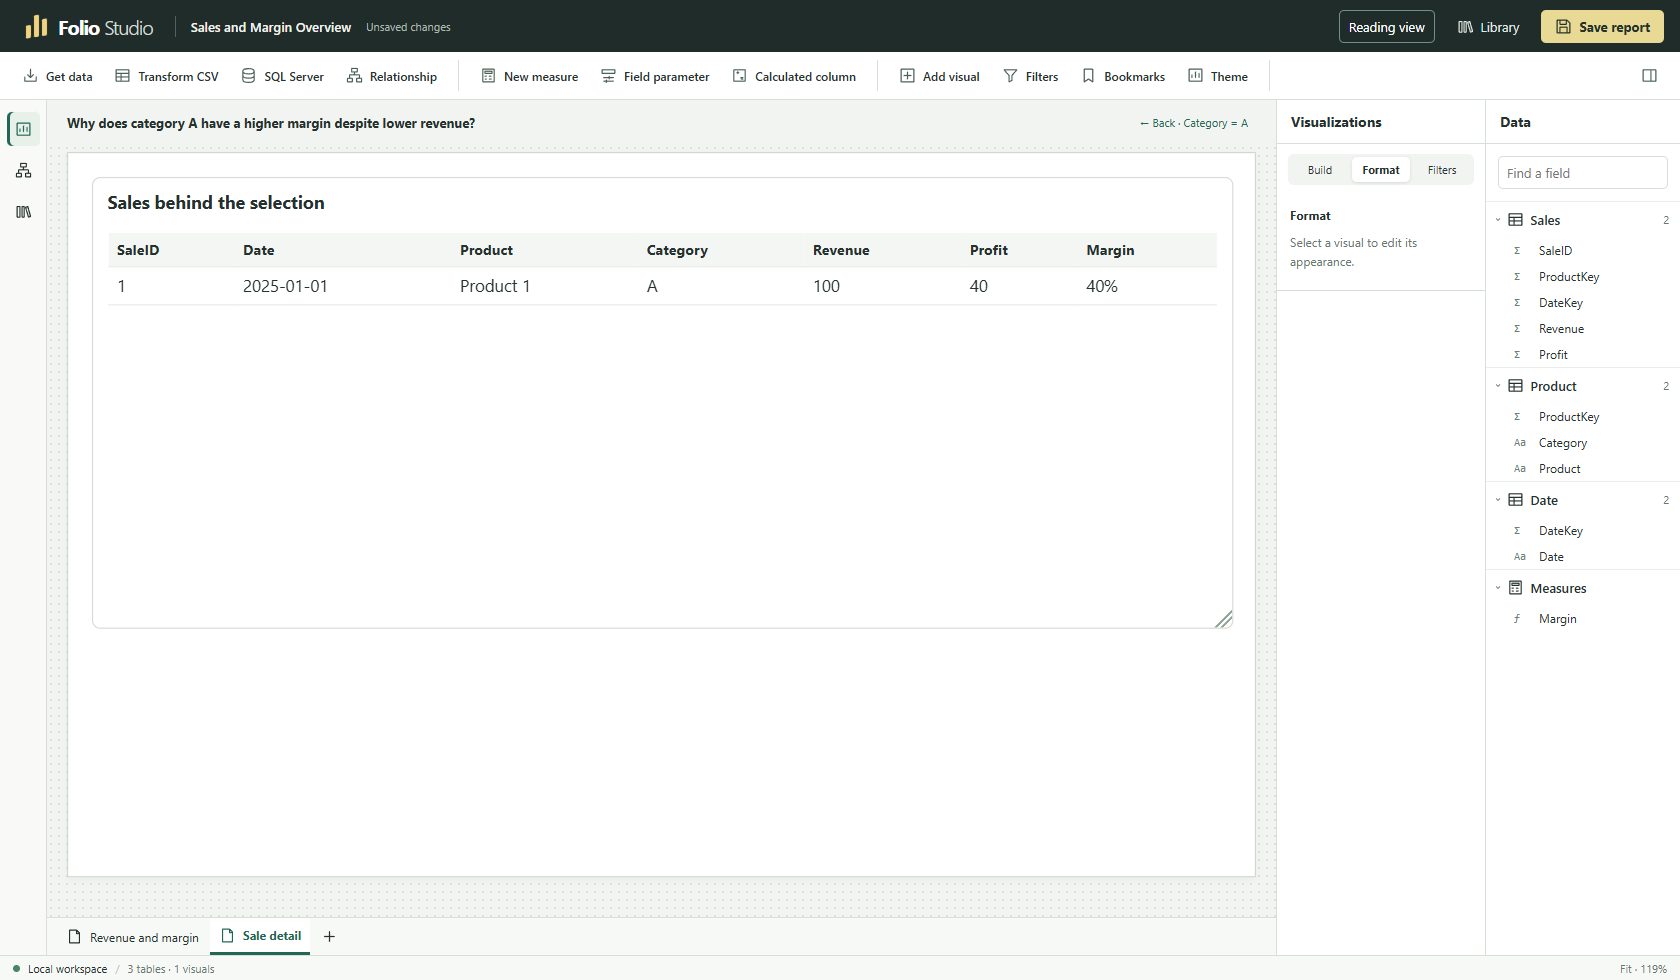 Folio Studio
Sales and Margin Overview
Unsaved changes
Reading view
Library
Save report
Get data
Transform CSV
SQL Server
Relationship
New measure
Field parameter
Calculated column
Add visual
Filters
Bookmarks
Theme
Why does category A have a higher margin despite lower revenue?
← Back · Category = A
Sales behind the selection
SaleID Date Product Category Revenue Profit Margin
1 2025-01-01 Product 1 A 100 40 40%
Visualizations
Build Format Filters
Format
Select a visual to edit its
appearance.
Data
Find a field
Sales 2
Σ SaleID
Σ ProductKey
Σ DateKey
Σ Revenue
Σ Profit
Product 2
Σ ProductKey
Aa Category
Aa Product
Date 2
Σ DateKey
Aa Date
Measures
ƒ Margin
Revenue and margin
Sale detail
+
Local workspace / 3 tables · 1 visuals
Fit · 119%